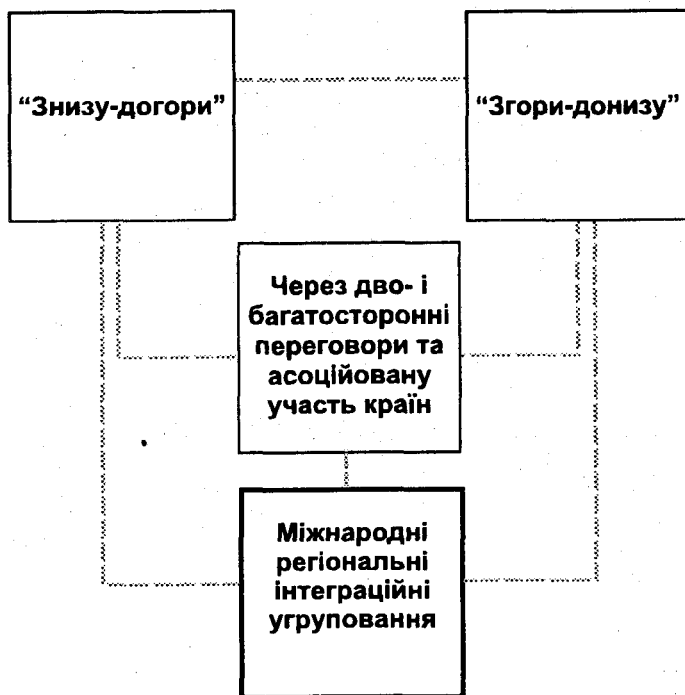 “Знизу-догори”
“Згори-донизу”
Через дво- і
багатосторонні
переговори та
асоційовану
участь країн
Міжнародні
регіональні
інтеграційні
угруповання